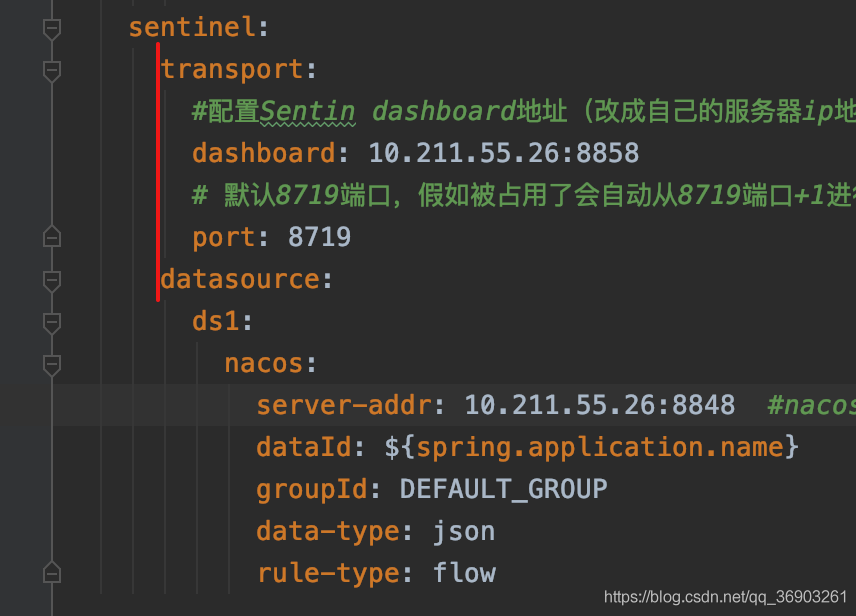 sentinel:
transport:
#配置Sentin dashboard地址（改成自己的服务器ip地
dashboard: 10.211.55.26:8858
# 默认8719端口，假如被占用了会自动从8719端口+1进
port: 8719
datasource:
ds1:
nacos:
server-addr: 10.211.55.26:8848 #nacos
dataId: ${spring.application.name}
groupId: DEFAULT_GROUP
data-type: json
rule-type: flow
https://blog.csdn.net/qq_36903261